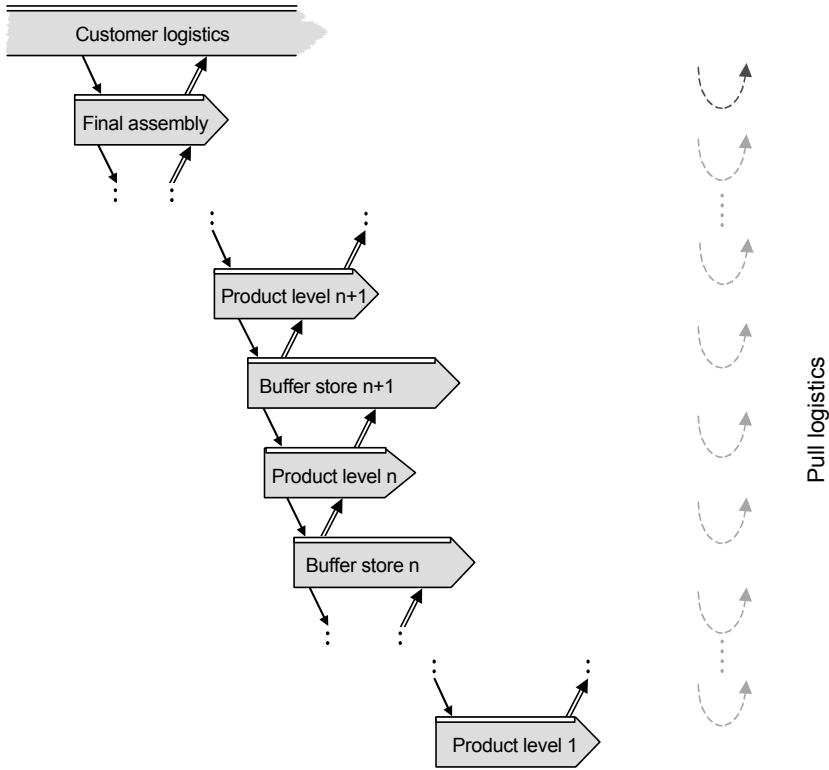 Customer logistics
Final assembly
Product level n+1
Buffer store n+1
Product level n
Buffer store n
Product level 1
Pull logistics